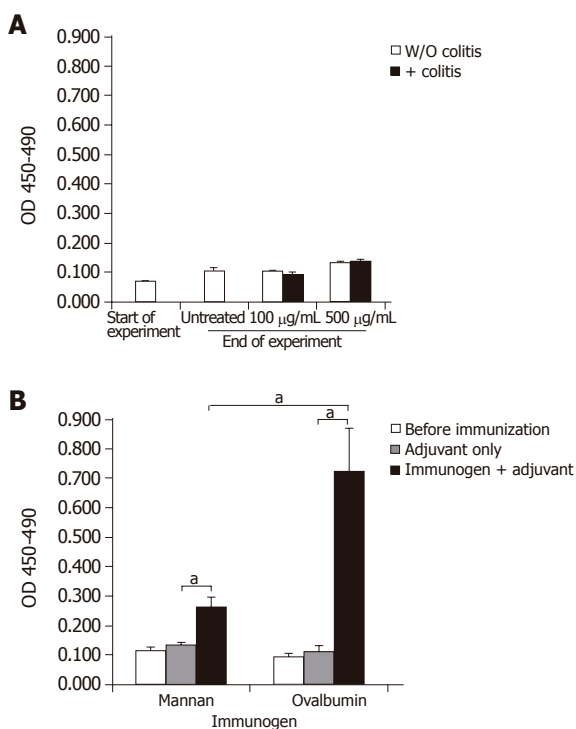 A
0.900
0.800
0.700
0.600
0.500
0.400
0.300
0.200
0.100
0.000
OD 450-490
W/O colitis
+ colitis
Start of
experiment
Untreated 100 μg/mL 500 μg/mL
End of experiment
B
0.900
0.800
0.700
0.600
0.500
0.400
0.300
0.200
0.100
0.000
OD 450-490
a
a
a
Before immunization
Adjuvant only
Immunogen + adjuvant
Mannan Ovalbumin
Immunogen